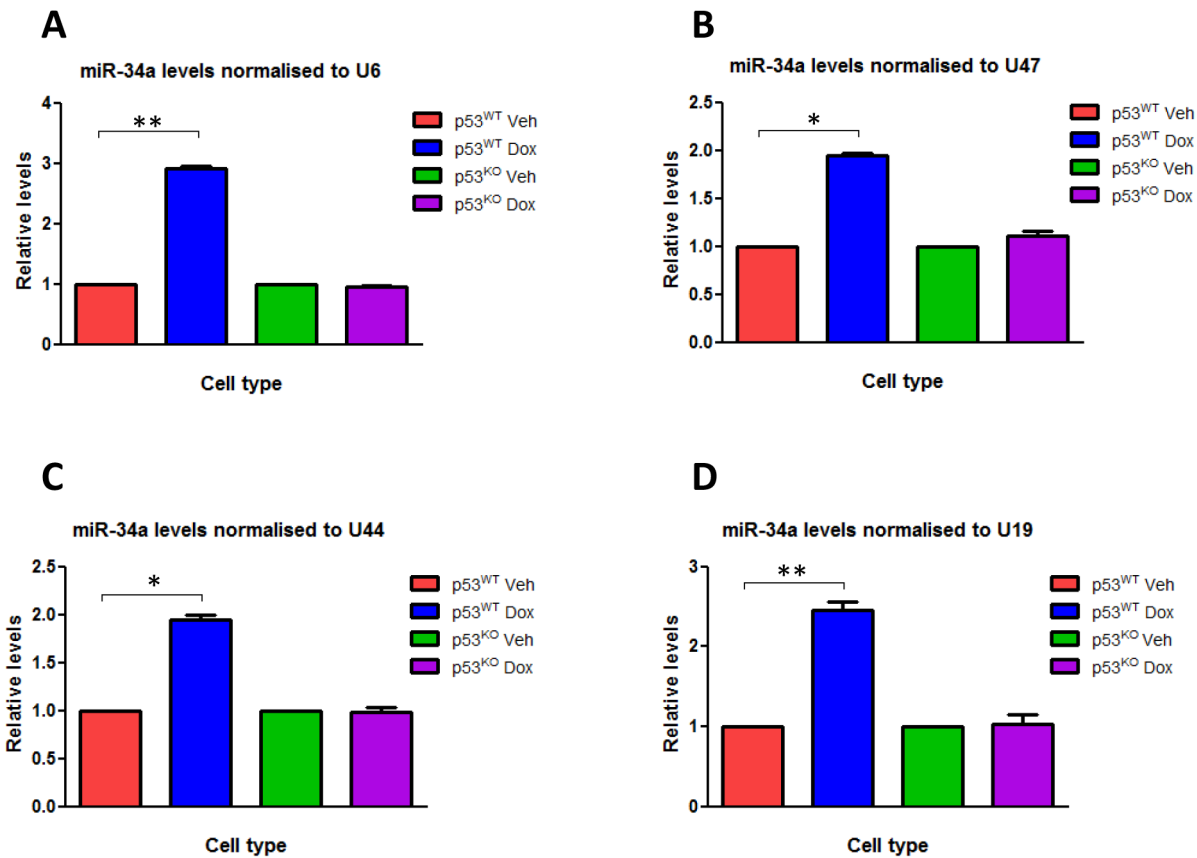 A
miR-34a levels normalised to U6
Relative levels
4
3
2
1
0
**
p53WT Veh
p53WT Dox
p53KO Veh
p53KO Dox
Cell type
B
miR-34a levels normalised to U47
Relative levels
2.5
2.0
1.5
1.0
0.5
0.0
*
p53WT Veh
p53WT Dox
p53KO Veh
p53KO Dox
Cell type
C
miR-34a levels normalised to U44
Relative levels
2.5
2.0
1.5
1.0
0.5
0.0
*
p53WT Veh
p53WT Dox
p53KO Veh
p53KO Dox
Cell type
D
miR-34a levels normalised to U19
Relative levels
3
2
1
0
**
p53WT Veh
p53WT Dox
p53KO Veh
p53KO Dox
Cell type